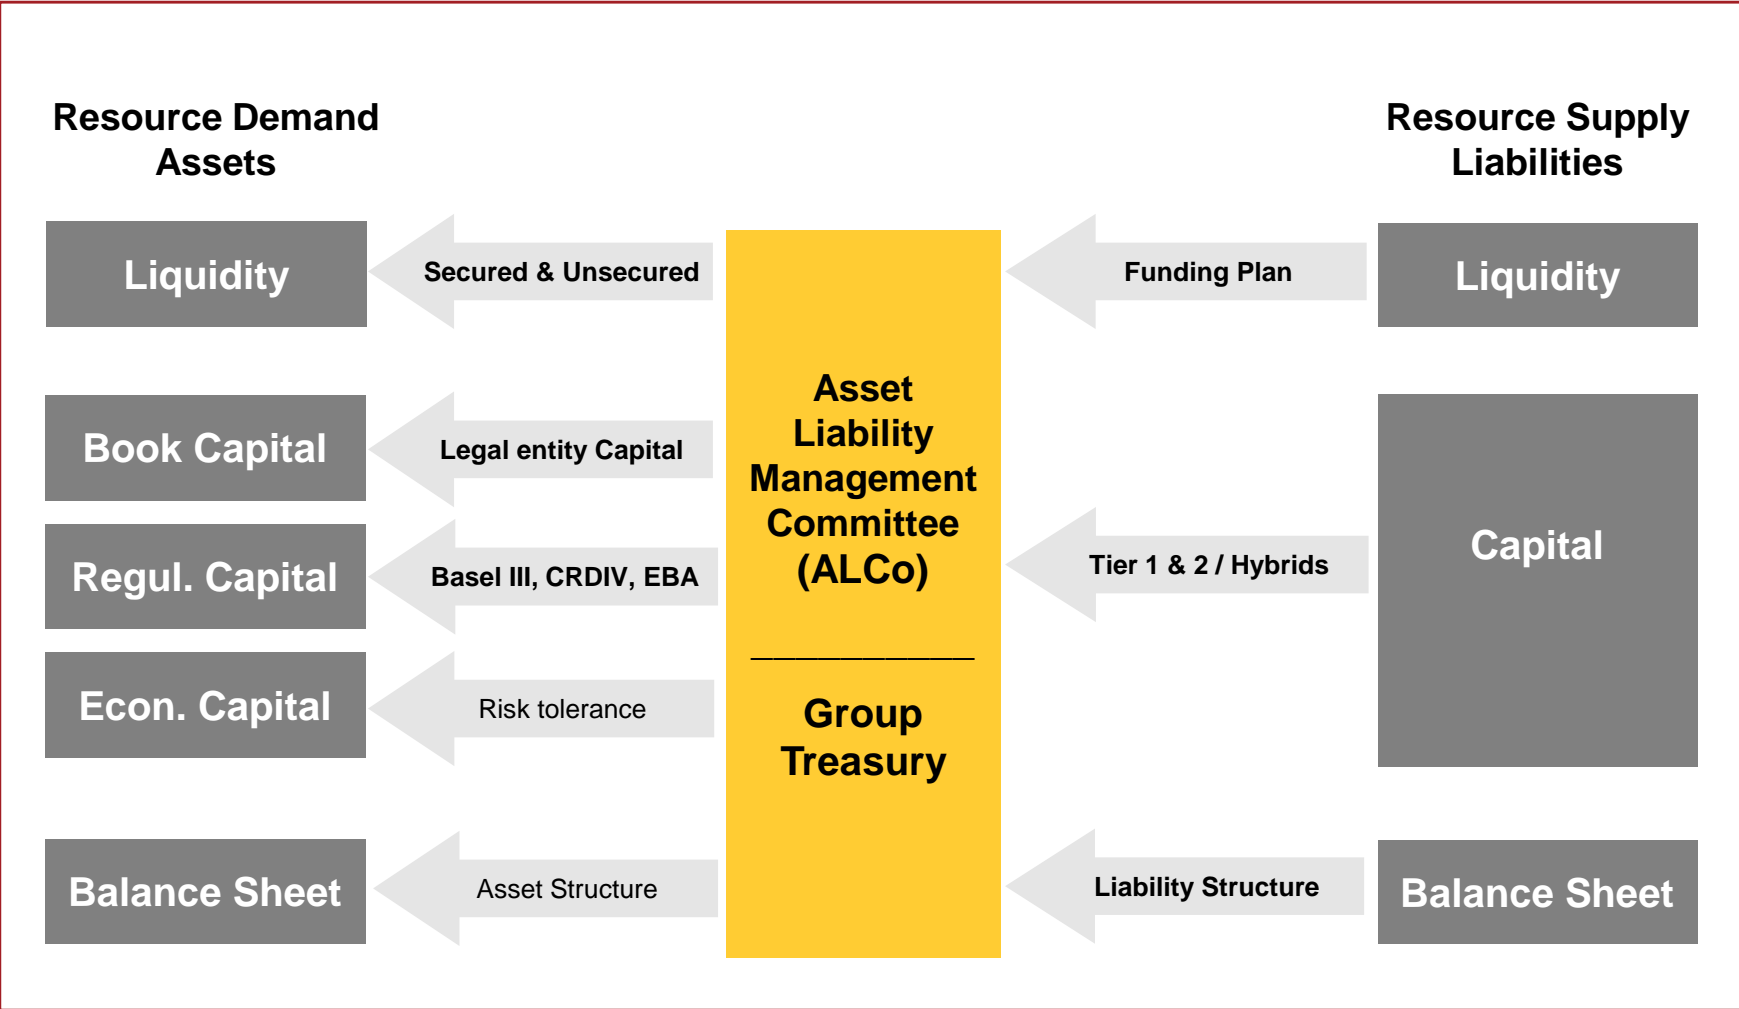 Resource Demand
Assets
Resource Supply
Liabilities
Liquidity
Secured & Unsecured
Funding Plan
Liquidity
Book Capital
Legal entity Capital
Regul. Capital
Basel III, CRDIV, EBA
Econ. Capital
Risk tolerance
Balance Sheet
Asset Structure
Asset
Liability
Management
Committee
(ALCo)
Group
Treasury
Tier 1 & 2 / Hybrids
Capital
Liability Structure
Balance Sheet